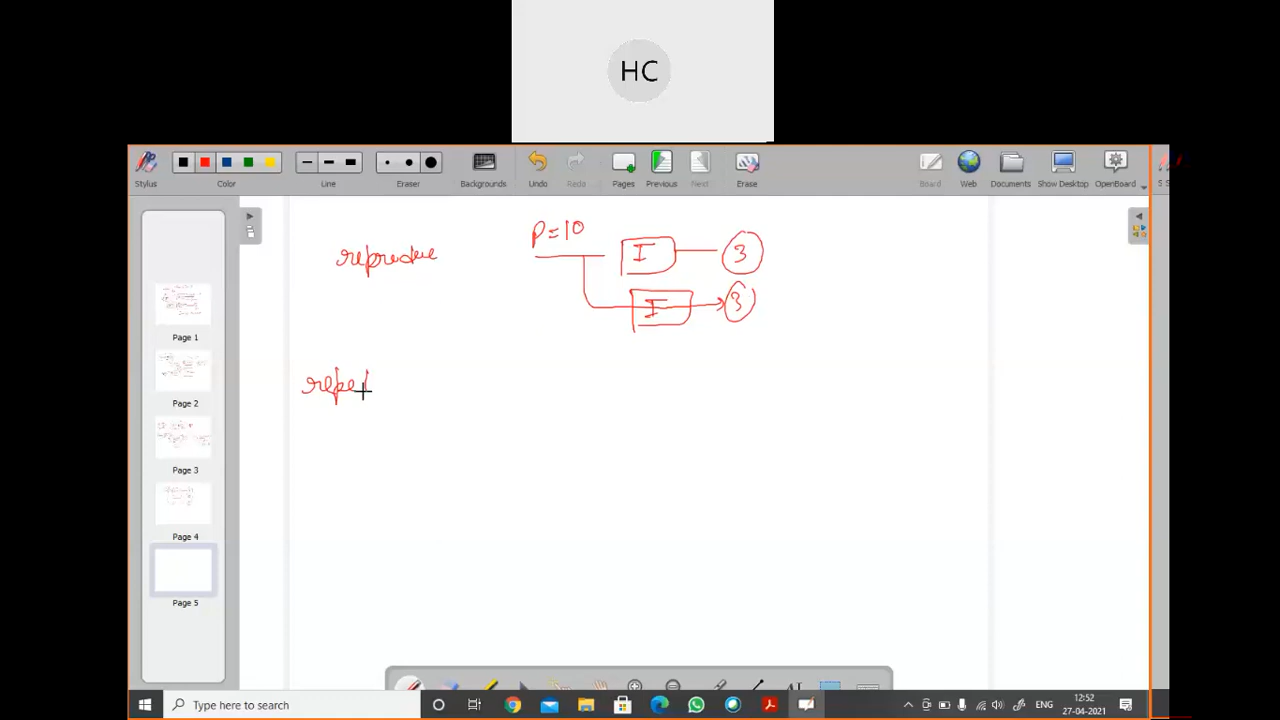 HC
Stylus Color Line Eraser Backgrounds Undo Redo Pages Previous Next Erase Board Web Documents Show Desktop OpenBoard
P=10
I 3
I 3
Page 1
Page 2
Page 3
Page 4
Page 5
Type here to search
ENG
12:52
27-04-2021